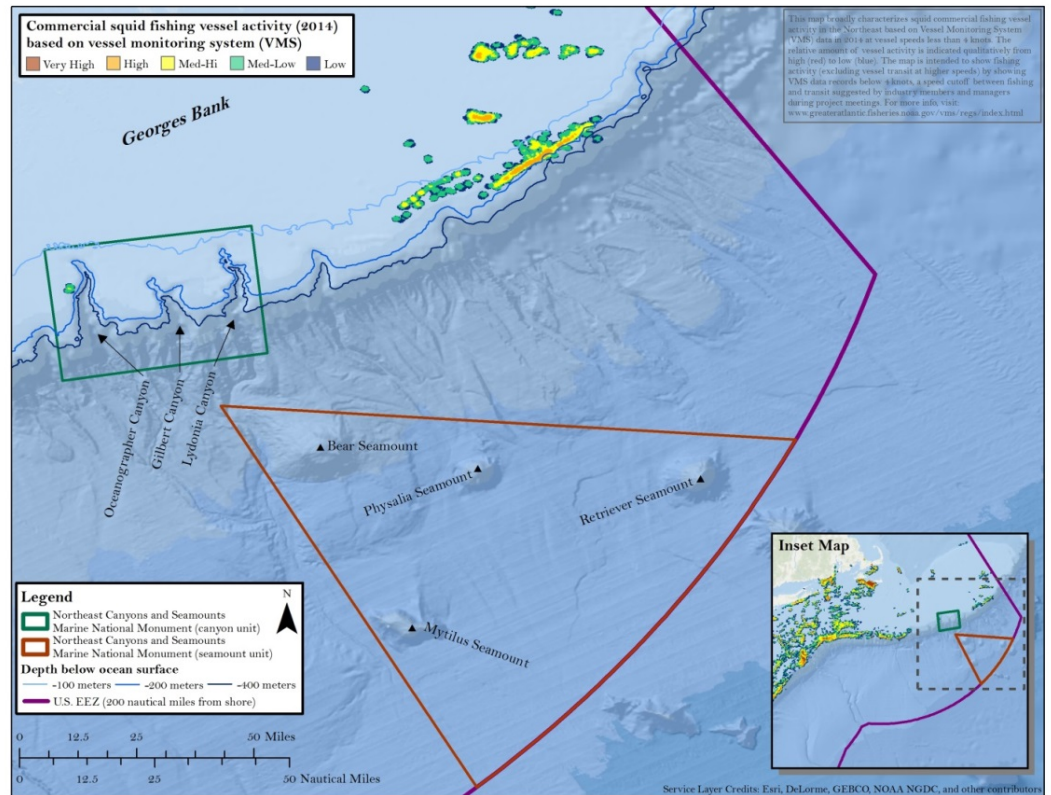 Commercial squid fishing vessel activity (2014)
based on vessel monitoring system (VMS)
Very High High Med-Hi Med-Low Low
This map broadly characterizes squid commercial fishing vessel
activity in the Northeast based on Vessel Monitoring System
(VMS) data in 2014 at vessel speeds less than 4 knots. The
relative amount of vessel activity is indicated qualitatively from
high (red) to low (blue). The map is intended to show fishing
activity (excluding vessel transit at higher speeds) by showing
VMS data records below 4 knots, a speed cutoff between fishing
and transit suggested by industry members and managers
during project meetings. For more info, visit:
www.greateratlantic.fisheries.noaa.gov/vms/regs/index.html
Georges Bank
Oceanographer Canyon
Gilbert Canyon
Lydonia Canyon
Bear Seamount
Physalia Seamount
Retriever Seamount
Mytilus Seamount
Legend
N
Northeast Canyons and Seamounts
Marine National Monument (canyon unit)
Northeast Canyons and Seamounts
Marine National Monument (seamount unit)
Depth below ocean surface
-100 meters -200 meters -400 meters
U.S. EEZ (200 nautical miles from shore)
0 12.5 25 50 Miles
0 12.5 25 50 Nautical Miles
Inset Map
Service Layer Credits: Esri, DeLorme, GEBCO, NOAA NGDC, and other contributors